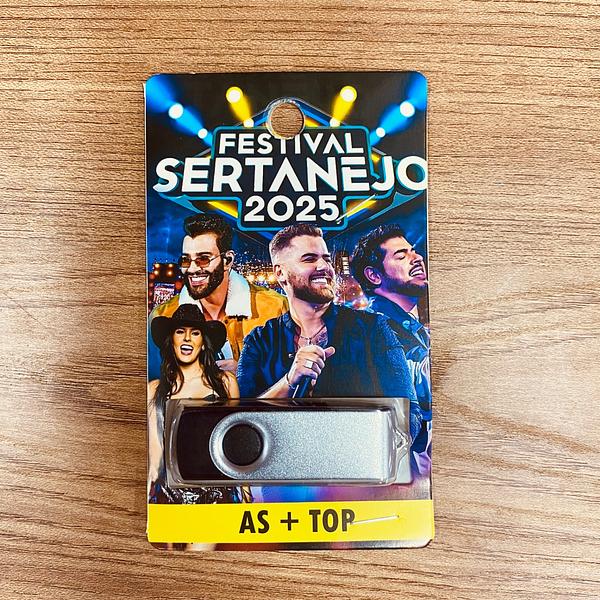 FESTIVAL
SERTANEJO
2025
AS + TOP